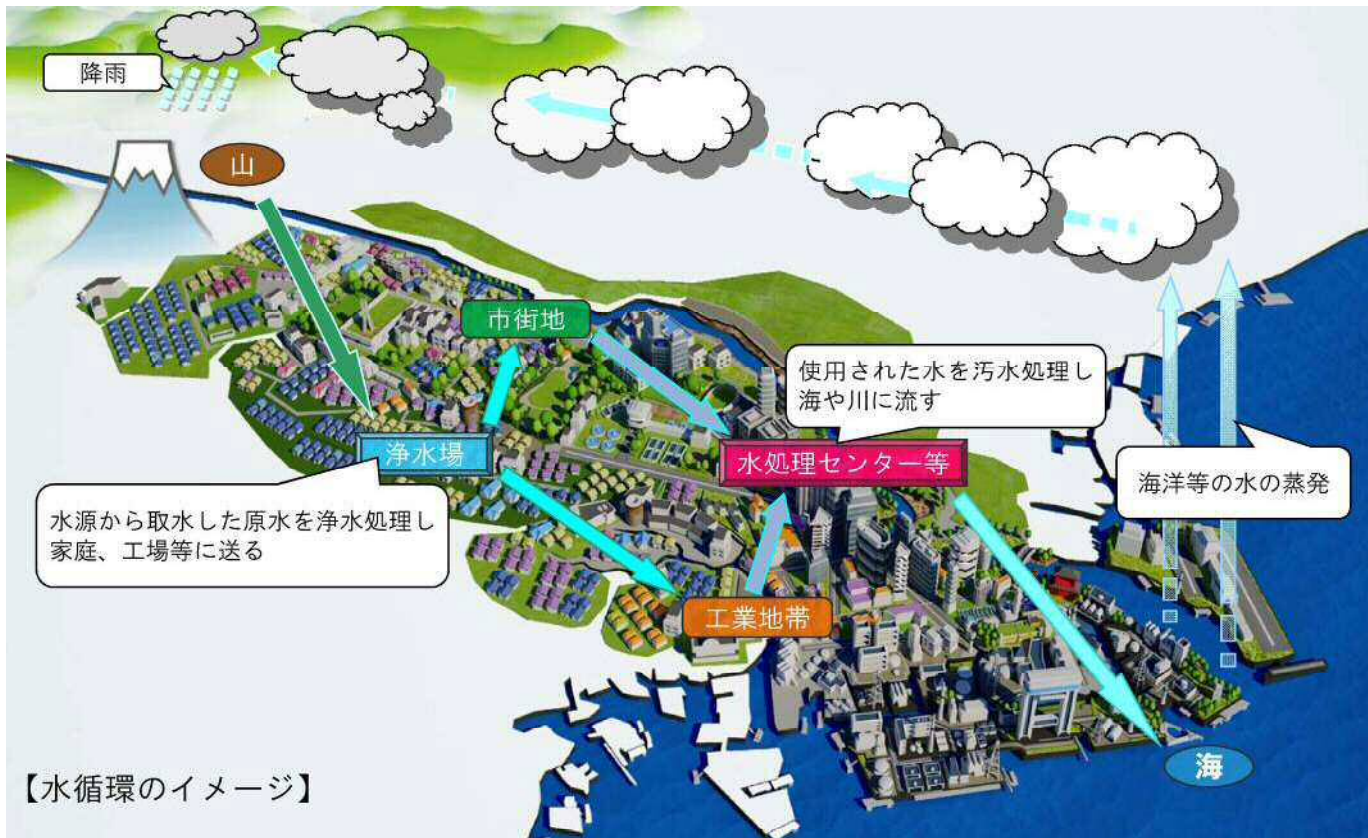 降雨
山
市街地
使用された水を汚水処理し
海や川に流す
浄水場
水処理センター等
海洋等の水の蒸発
水源から取水した原水を浄水処理し
家庭、工場等に送る
工業地帯
海
【水循環のイメージ】